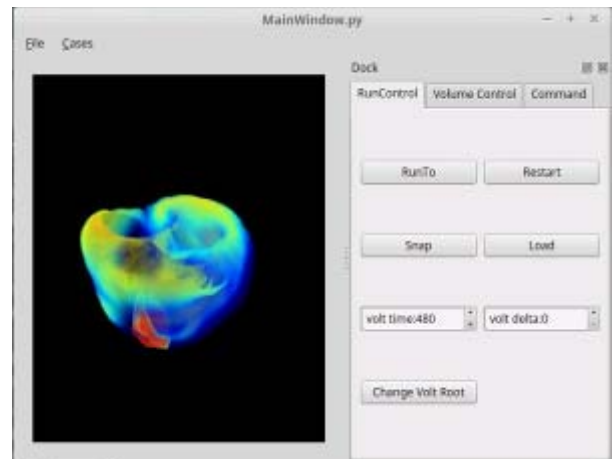 MainWindow.py
File Cases
Dock
RunControl Volume Control Command
RunTo Restart
Snap Load
volt time:480 volt delta:0
Change Volt Root